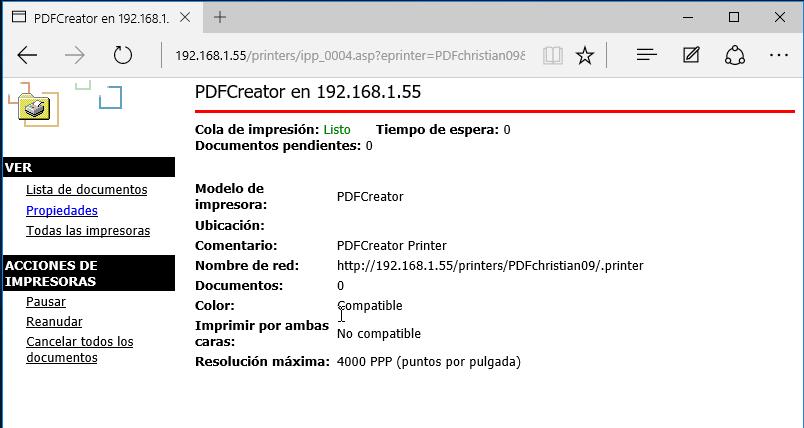 PDFCreator en 192.168.1.
192.168.1.55/printers/ipp_0004.asp?eprinter=PDFchristian09&
PDFCreator en 192.168.1.55
Cola de impresión: Listo Tiempo de espera: 0
Documentos pendientes: 0
VER
Lista de documentos
Propiedades
Todas las impresoras
ACCIONES DE
IMPRESORAS
Pausar
Reanudar
Cancelar todos los
documentos
Modelo de
impresora: PDFCreator
Ubicación:
Comentario: PDFCreator Printer
Nombre de red: http://192.168.1.55/printers/PDFchristian09/.printer
Documentos: 0
Color: Compatible
Imprimir por ambas
caras: No compatible
Resolución máxima: 4000 PPP (puntos por pulgada)